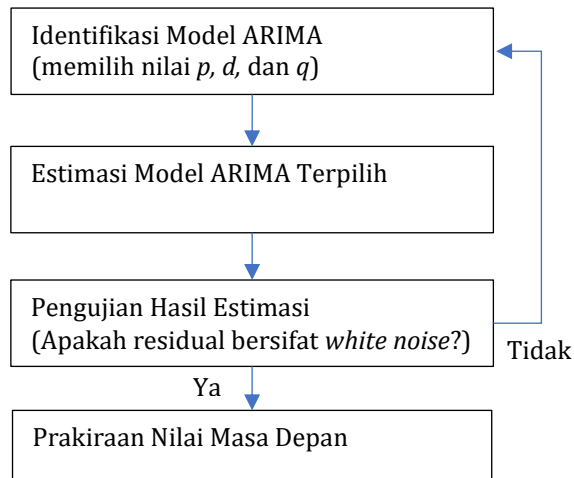 Identifikasi Model ARIMA
(memilih nilai p, d, dan q)
Estimasi Model ARIMA Terpilih
Pengujian Hasil Estimasi
(Apakah residual bersifat white noise?)
Tidak
Ya
Prakiraan Nilai Masa Depan